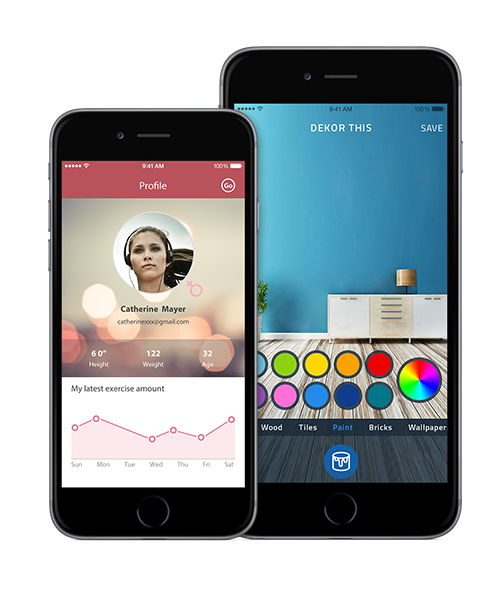 9:41 AM
100%
Profile
Go
Catherine Mayer
catherinexxx@gmail.com
6 0" 122 32
Height Weight Age
My latest exercise amount
Sun Mon Tue Wed Thu Fri Sat
9:41 AM
100%
DEKOR THIS
SAVE
Wood Tiles Paint Bricks Wallpaper